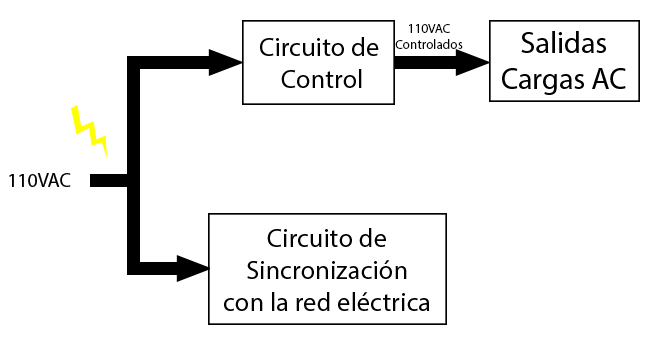 110VAC
Circuito de
Control
110VAC
Controlados
Salidas
Cargas AC
Circuito de
Sincronización
con la red eléctrica